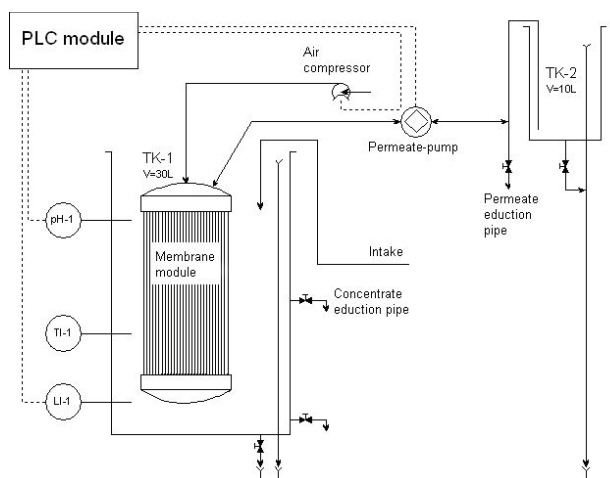 PLC module
Air
compressor
TK-2
V=10L
Permeate-pump
TK-1
V=30L
Permeate
eduction
pipe
pH-1
Membrane
module
Intake
Concentrate
eduction pipe
TI-1
LI-1